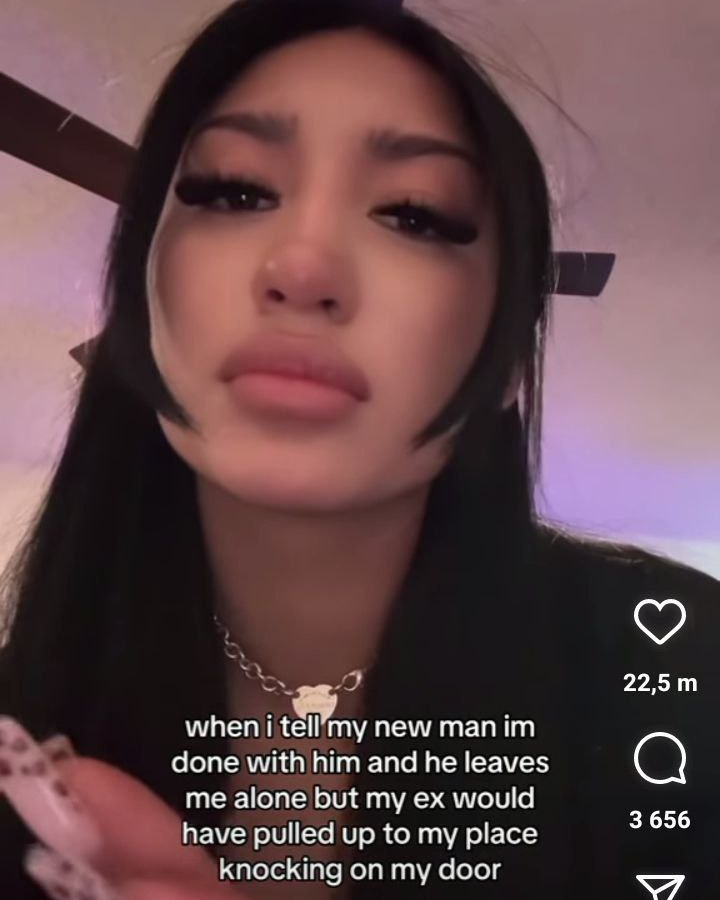 22,5 m
when i tell my new man im
done with him and he leaves
me alone but my ex would
have pulled up to my place
knocking on my door
3 656